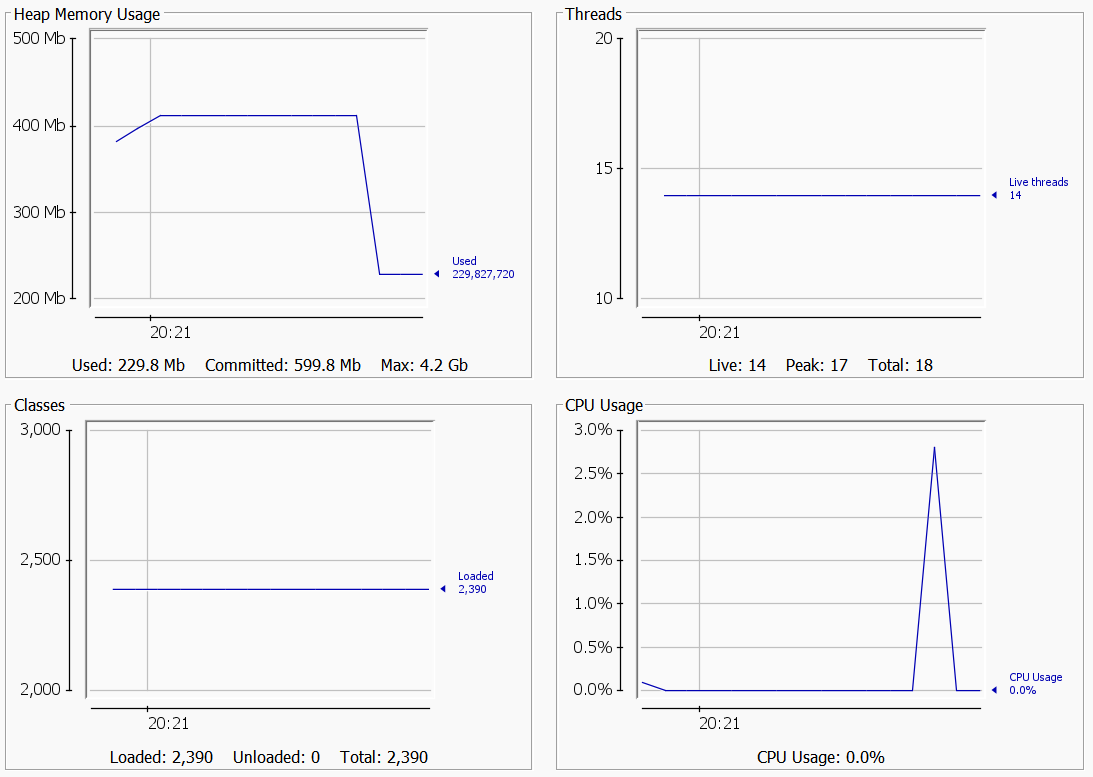 Heap Memory Usage
500 Mb
400 Mb
300 Mb
200 Mb
Used
229,827,720
20:21
Used: 229.8 Mb Committed: 599.8 Mb Max: 4.2 Gb
Threads
20
15
10
Live threads
14
20:21
Live: 14 Peak: 17 Total: 18
Classes
3,000
2,500
2,000
Loaded
2,390
20:21
Loaded: 2,390 Unloaded: 0 Total: 2,390
CPU Usage
3.0%
2.5%
2.0%
1.5%
1.0%
0.5%
0.0%
CPU Usage
0.0%
20:21
CPU Usage: 0.0%